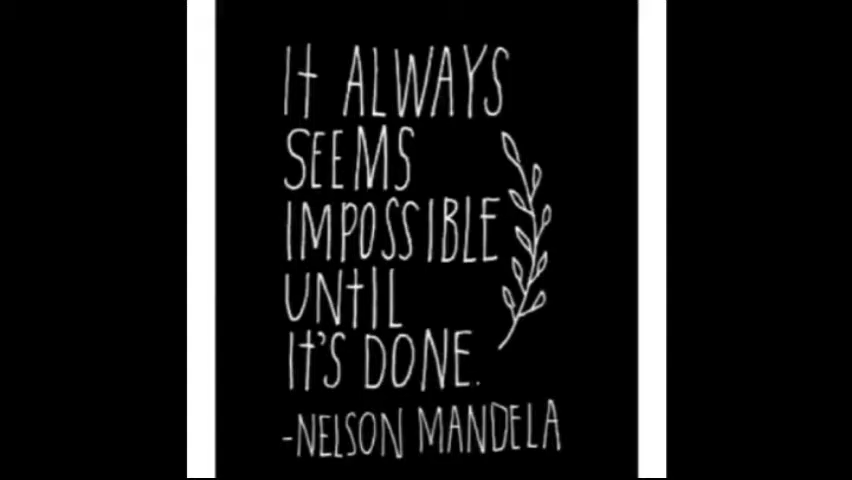 It ALWAYS
SEEMS
IMPOSSIBLE
UNtIL
It'S DONE.
-NELSON MANDELA